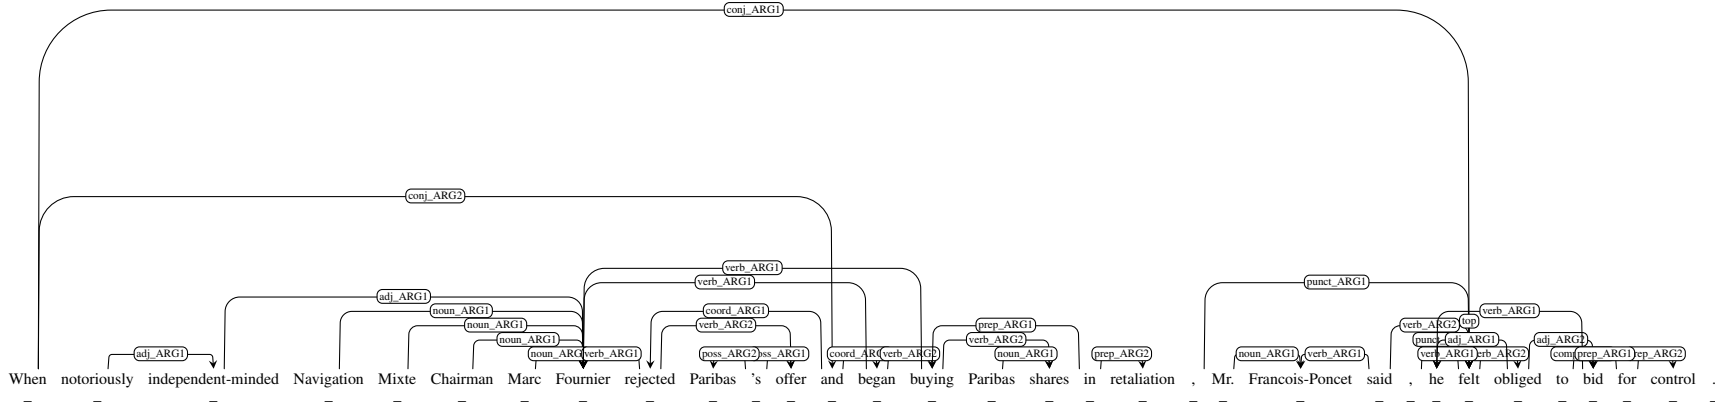 conj_ARG1
conj_ARG2
verb_ARG1
verb_ARG1 punct_ARG1
adj_ARG1
noun_ARG1 coord_ARG1 verb_ARG1
noun_ARG1 verb_ARG2 prep_ARG1 verb_ARG2 top
noun_ARG1 verb_ARG2 adj_ARG1 adj_ARG2
adj_ARG1 verb_ARG1 poss_ARG2 verb_ARG2 noun_ARG1 prep_ARG2 noun_ARG1 verb_ARG1 verb_ARG1 prep_ARG1
When notoriously independent-minded Navigation Mixte Chairman Marc Fournier rejected Paribas 's offer and began buying Paribas shares in retaliation , Mr. Francois-Poncet said , he felt obliged to bid for control .